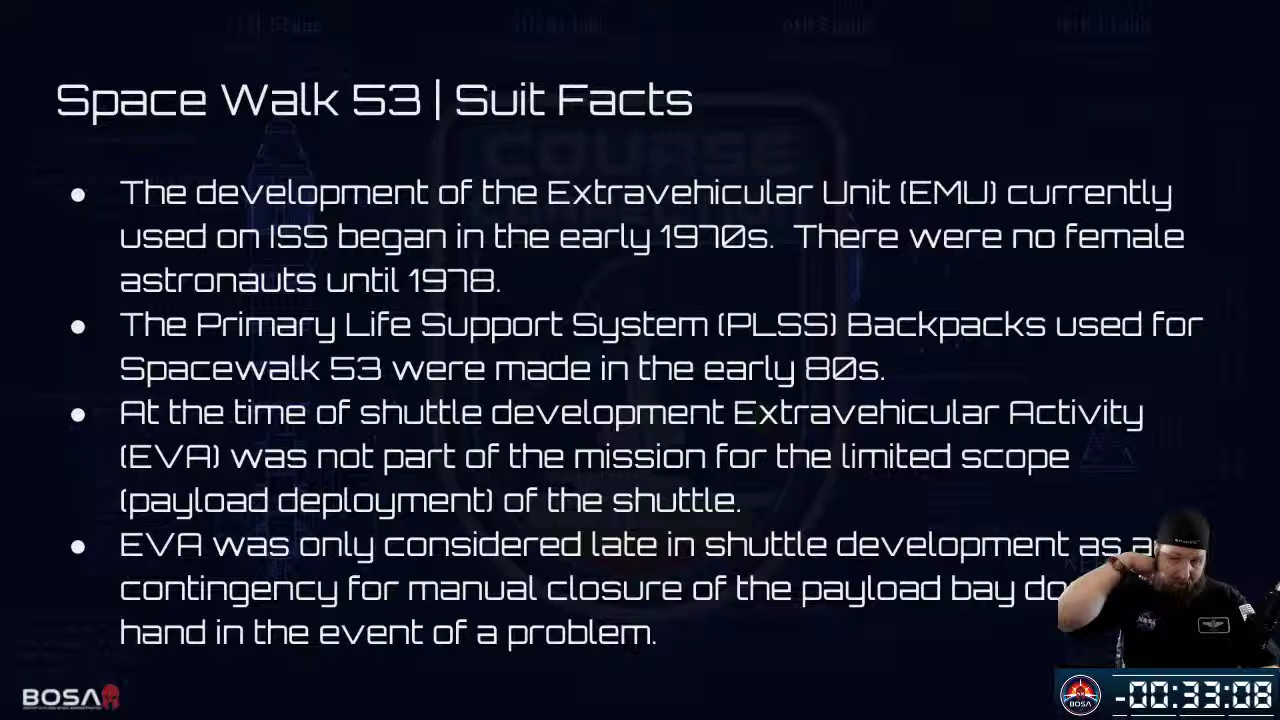 Space Walk 53 | Suit Facts
● The development of the Extravehicular Unit (EMU) currently
used on ISS began in the early 1970s. There were no female
astronauts until 1978.
● The Primary Life Support System (PLSS) Backpacks used for
Spacewalk 53 were made in the early 80s.
● At the time of shuttle development Extravehicular Activity
(EVA) was not part of the mission for the limited scope
(payload deployment) of the shuttle.
● EVA was only considered late in shuttle development as a
contingency for manual closure of the payload bay do
hand in the event of a problem.
COURSE
NASA
BOSA
BOSA
-00:33:08